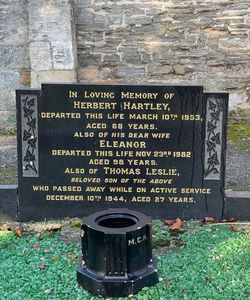 In Loving Memory of
Herbert Hartley,
departed this life March 10th 1953,
aged 66 years.
Also of his dear wife
Eleanor
departed this life Nov 23rd 1982
aged 98 years.
Also of Thomas Leslie,
beloved son of the above
who passed away while on active service
December 10th 1944, aged 27 years.